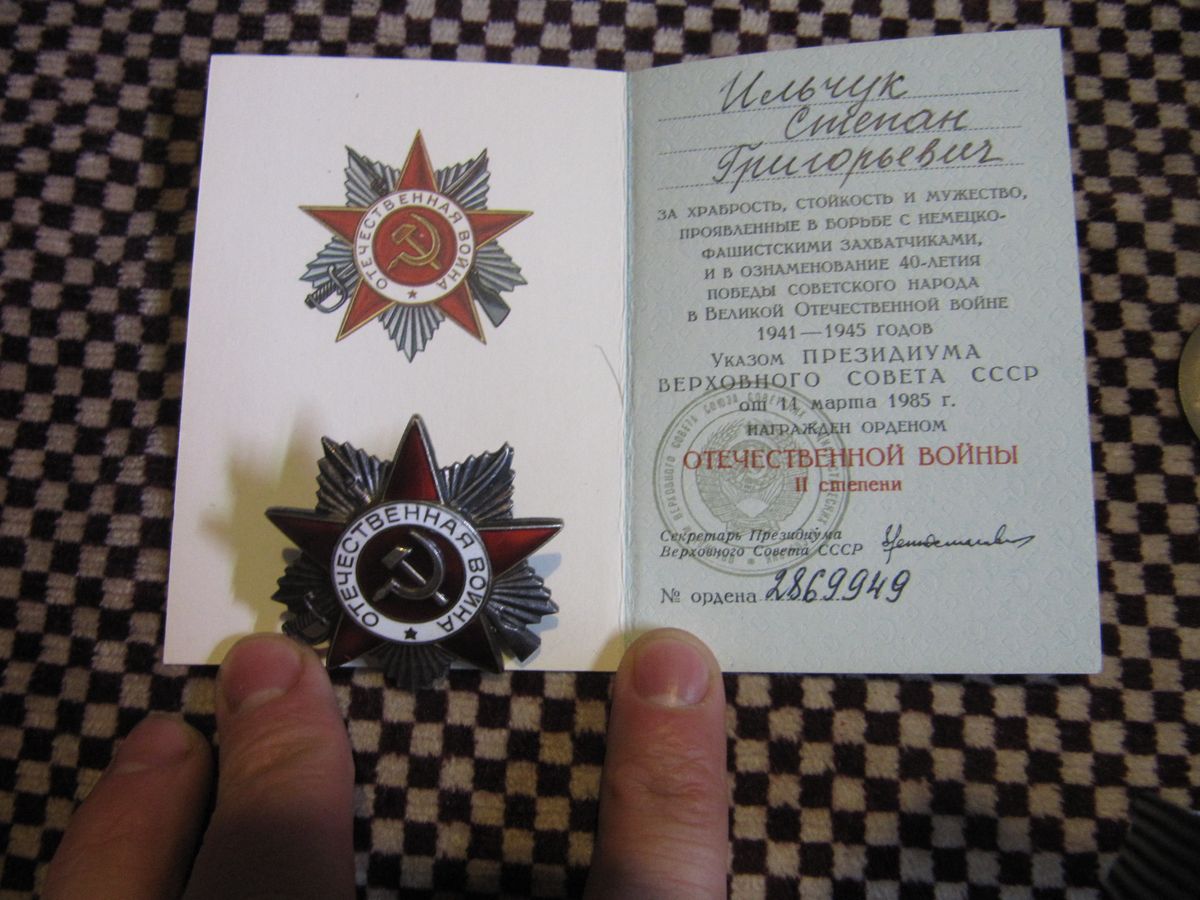 ОТЕЧЕСТВЕННАЯ ВОЙНА
ОТЕЧЕСТВЕННАЯ ВОЙНА
Ильчук
Степан
Григорьевич
ЗА ХРАБРОСТЬ, СТОЙКОСТЬ И МУЖЕСТВО,
ПРОЯВЛЕННЫЕ В БОРЬБЕ С НЕМЕЦКО-
ФАШИСТСКИМИ ЗАХВАТЧИКАМИ,
И В ОЗНАМЕНОВАНИЕ 40-ЛЕТИЯ
ПОБЕДЫ СОВЕТСКОГО НАРОДА
В ВЕЛИКОЙ ОТЕЧЕСТВЕННОЙ ВОЙНЕ
1941—1945 ГОДОВ
Указом ПРЕЗИДИУМА
ВЕРХОВНОГО СОВЕТА СССР
от 11 марта 1985 г.
НАГРАЖДЕН ОРДЕНОМ
ОТЕЧЕСТВЕННОЙ ВОЙНЫ
II степени
Секретарь Президиума
Верховного Совета СССР
№ ордена 2869949